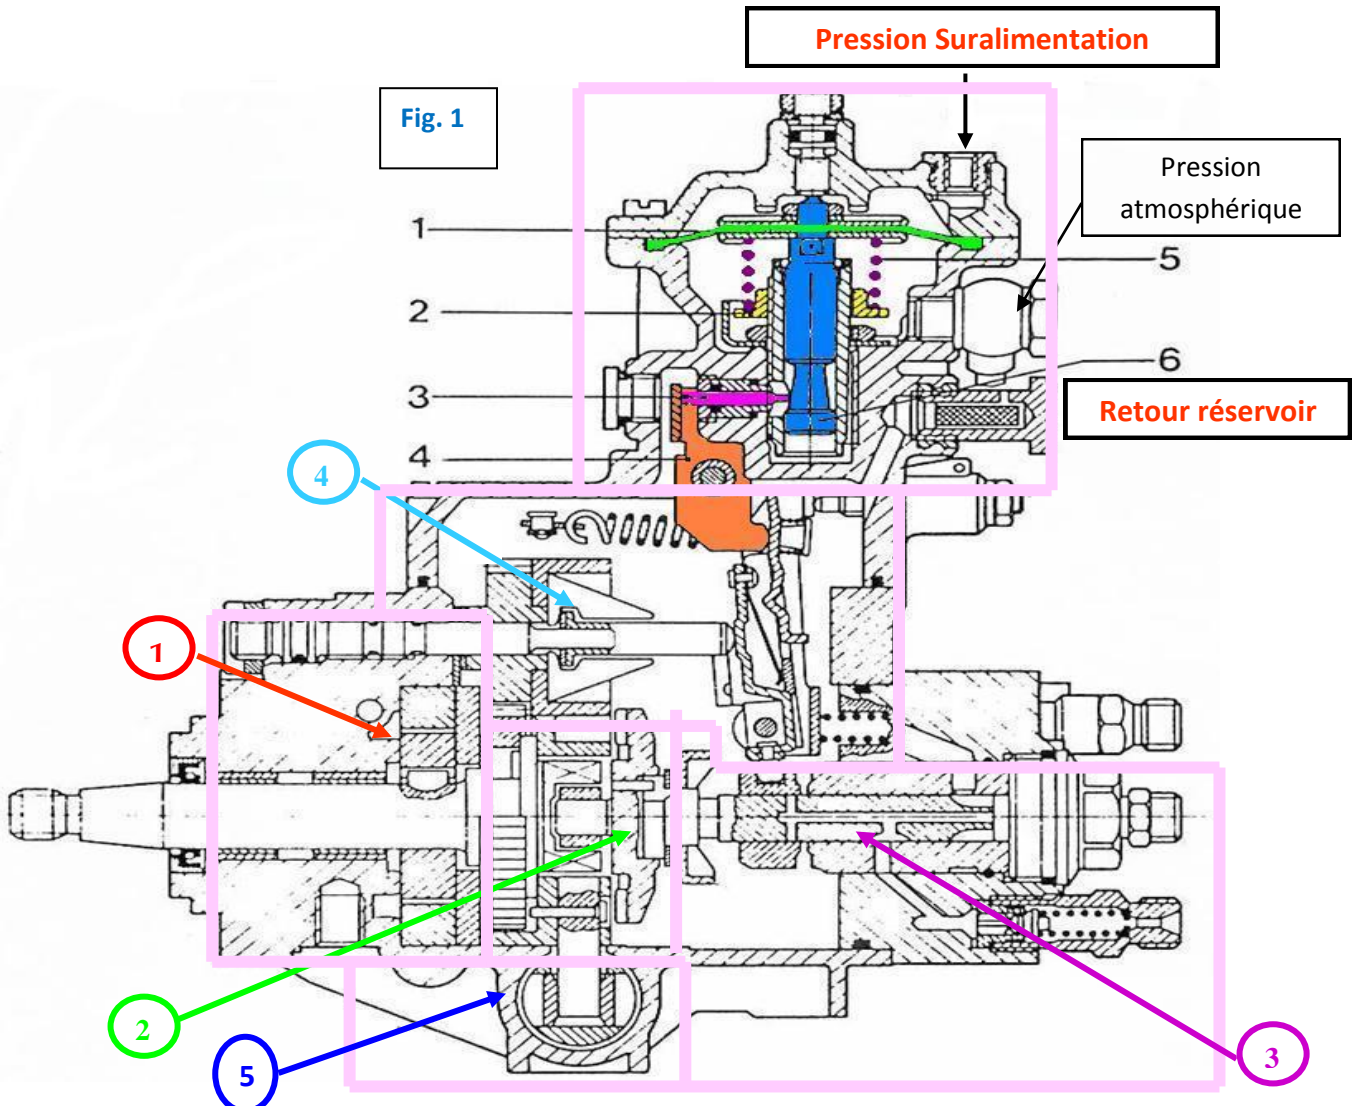 Pression Suralimentation
Fig. 1
Pression
atmosphérique
1
5
2
6
3
Retour réservoir
4
4
1
2
5
3